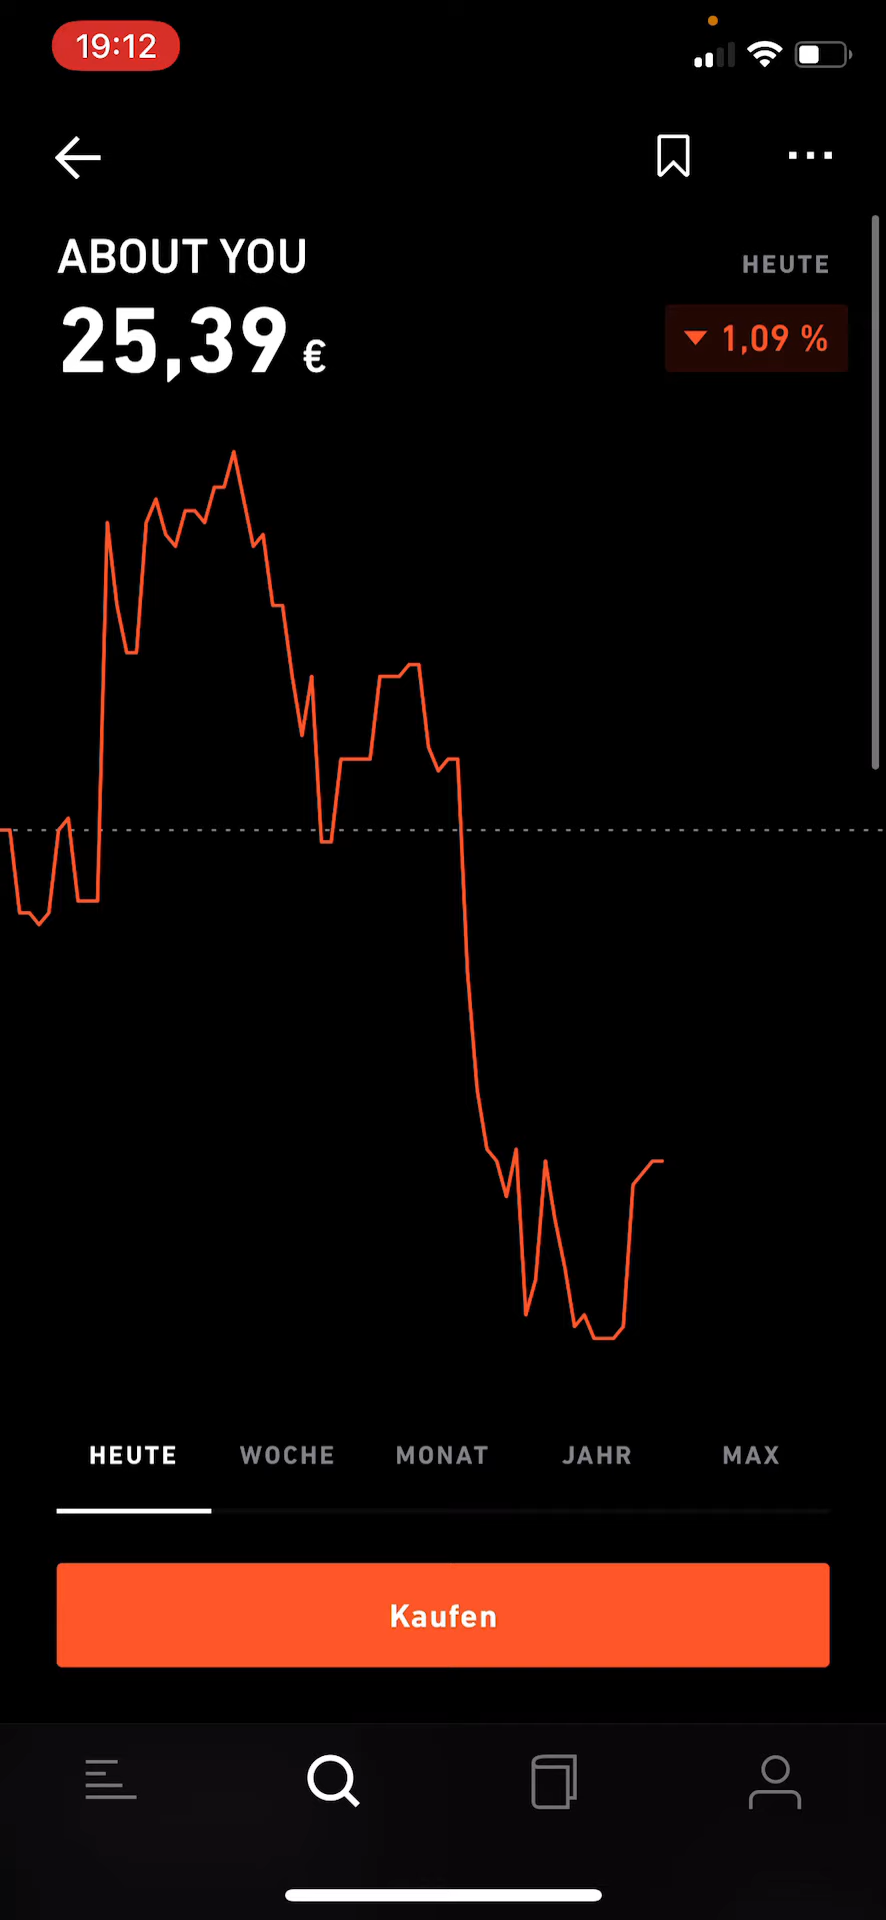 19:12
ABOUT YOU
HEUTE
25,39 €
1,09 %
HEUTE WOCHE MONAT JAHR MAX
Kaufen